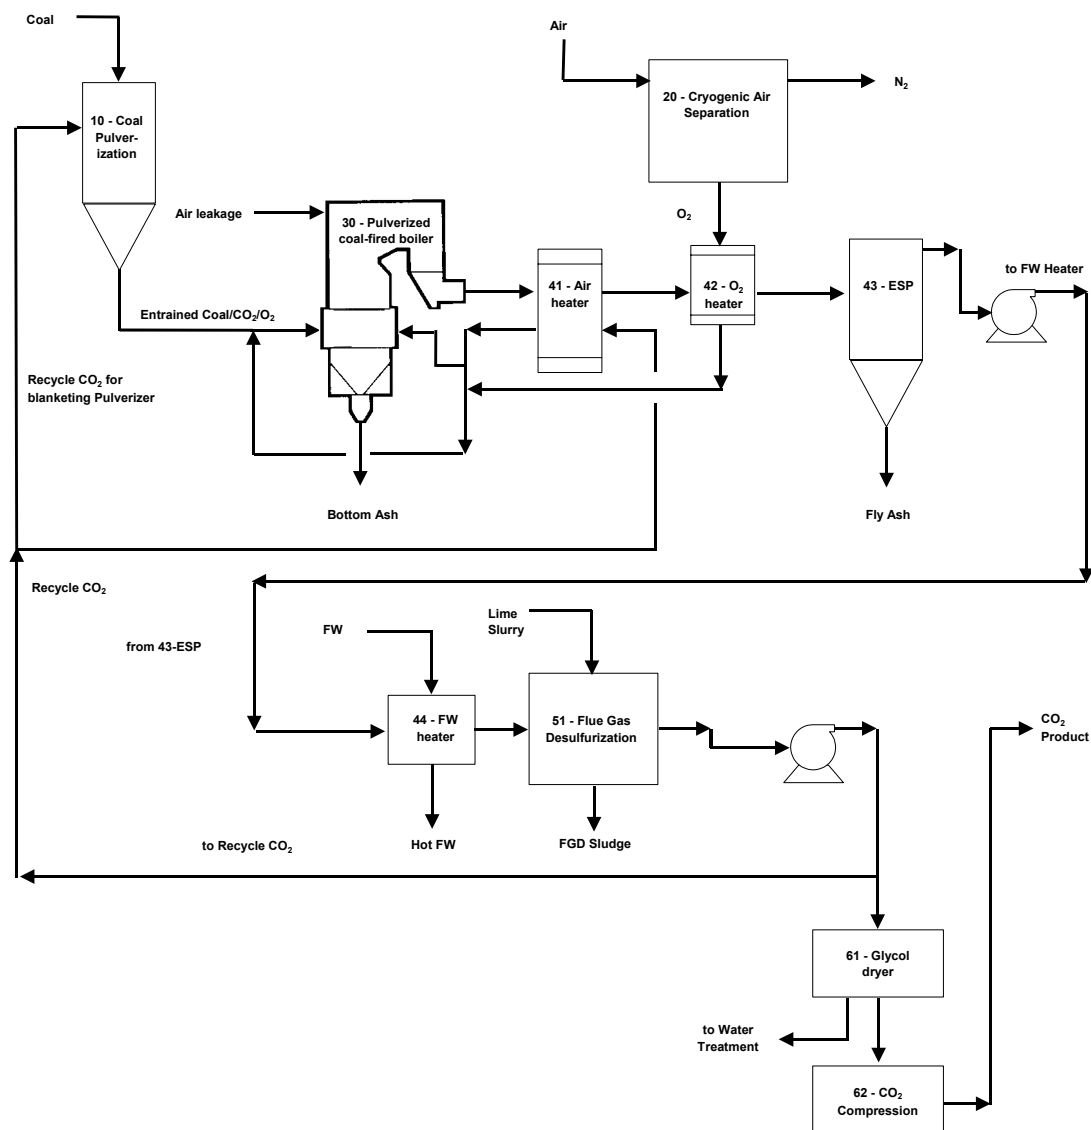 Coal
Air
20 - Cryogenic Air
Separation
N₂
10 - Coal
Pulver-
ization
Air leakage
30 - Pulverized
coal-fired boiler
O₂
41 - Air
heater
42 - O₂
heater
43 - ESP
to FW Heater
Entrained Coal/CO₂/O₂
Recycle CO₂ for
blanketing Pulverizer
Bottom Ash
Fly Ash
Recycle CO₂
from 43-ESP
FW
Lime
Slurry
44 - FW
heater
51 - Flue Gas
Desulfurization
CO₂
Product
to Recycle CO₂
Hot FW
FGD Sludge
61 - Glycol
dryer
to Water
Treatment
62 - CO₂
Compression